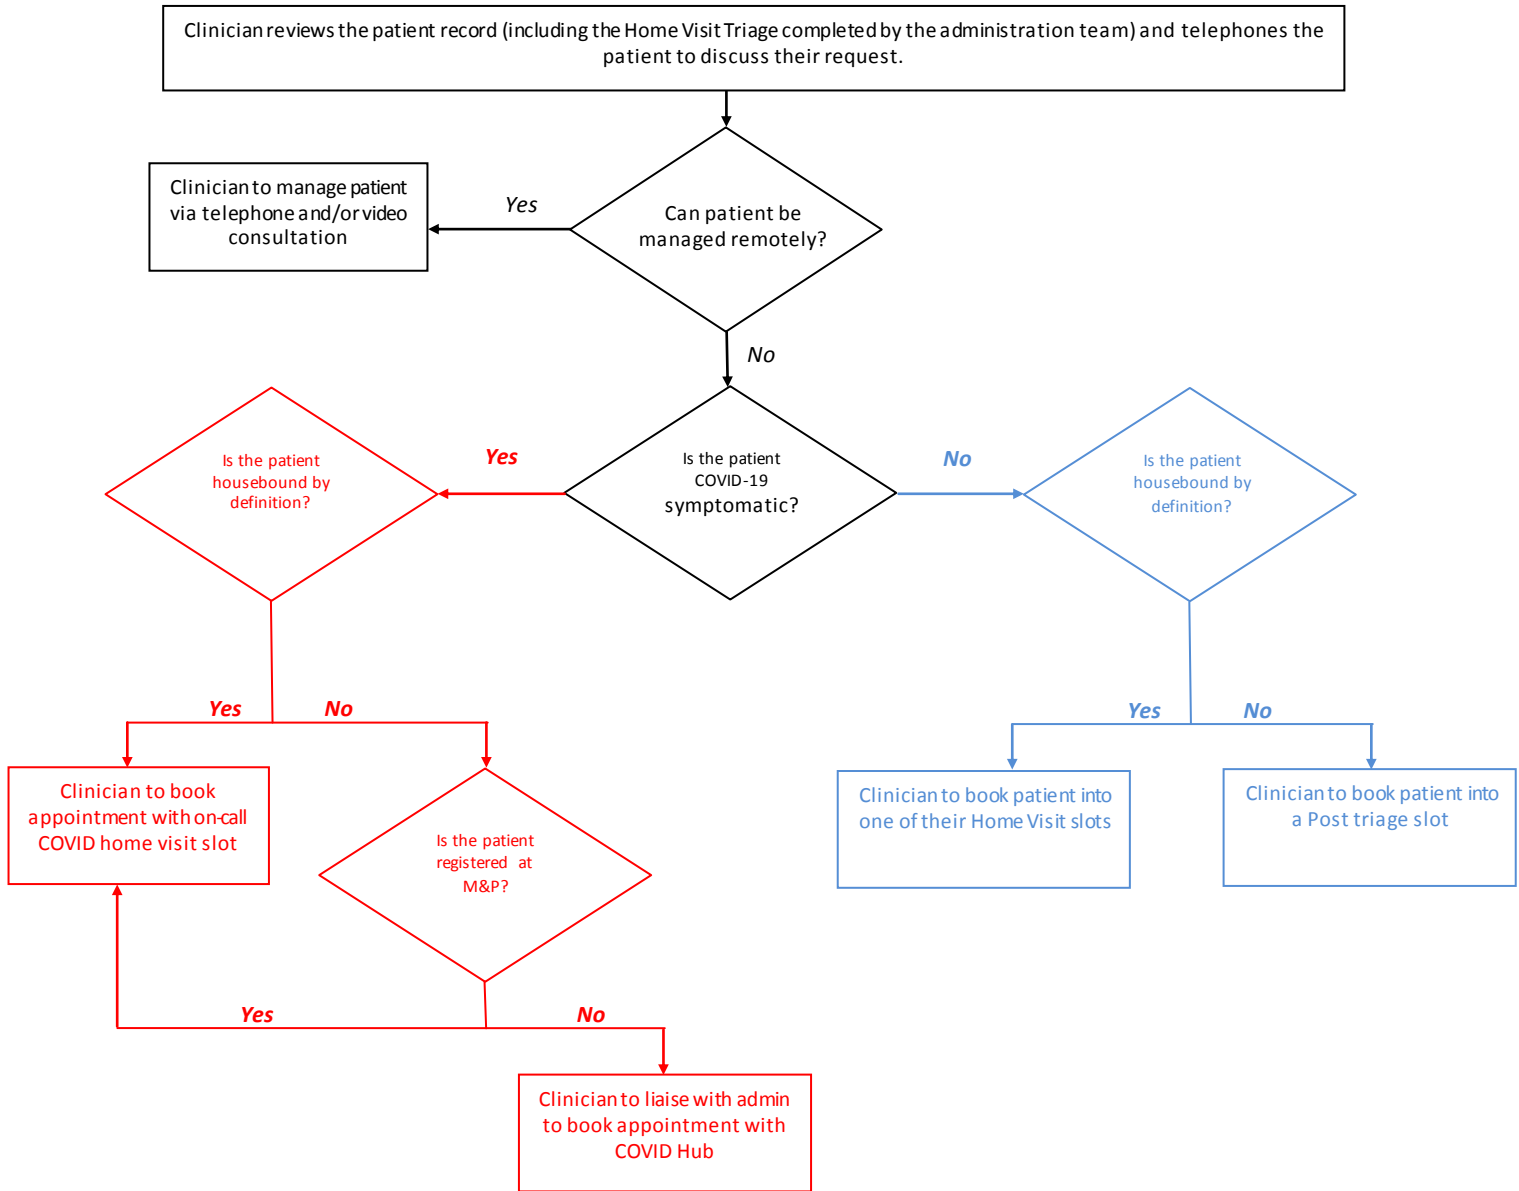 Clinician reviews the patient record (including the Home Visit Triage completed by the administration team) and telephones the
patient to discuss their request.
Clinician to manage patient
via telephone and/or video
consultation
Yes
Can patient be
managed remotely?
No
Is the patient
housebound by
definition?
Yes
Is the patient
COVID-19
symptomatic?
No
Is the patient
housebound by
definition?
Yes
No
Yes
No
Clinician to book
appointment with on-call
COVID home visit slot
Is the patient
registered at
M&P?
Clinician to book patient into
one of their Home Visit slots
Clinician to book patient into
a Post triage slot
Yes
No
Clinician to liaise with admin
to book appointment with
COVID Hub